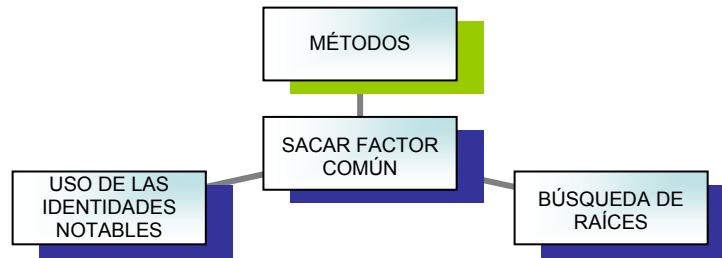 MÉTODOS
SACAR FACTOR
COMÚN
USO DE LAS
IDENTIDADES
NOTABLES
BÚSQUEDA DE
RAÍCES